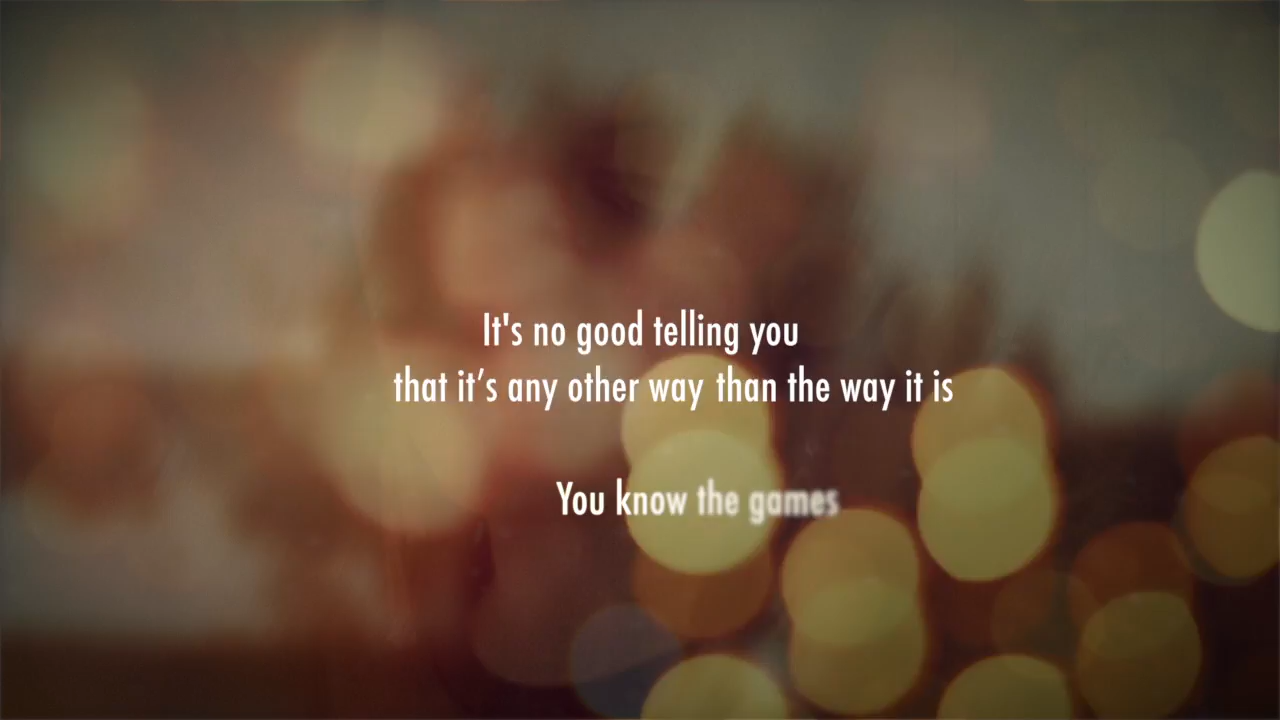 It's no good telling you
that it’s any other way than the way it is
You know the games